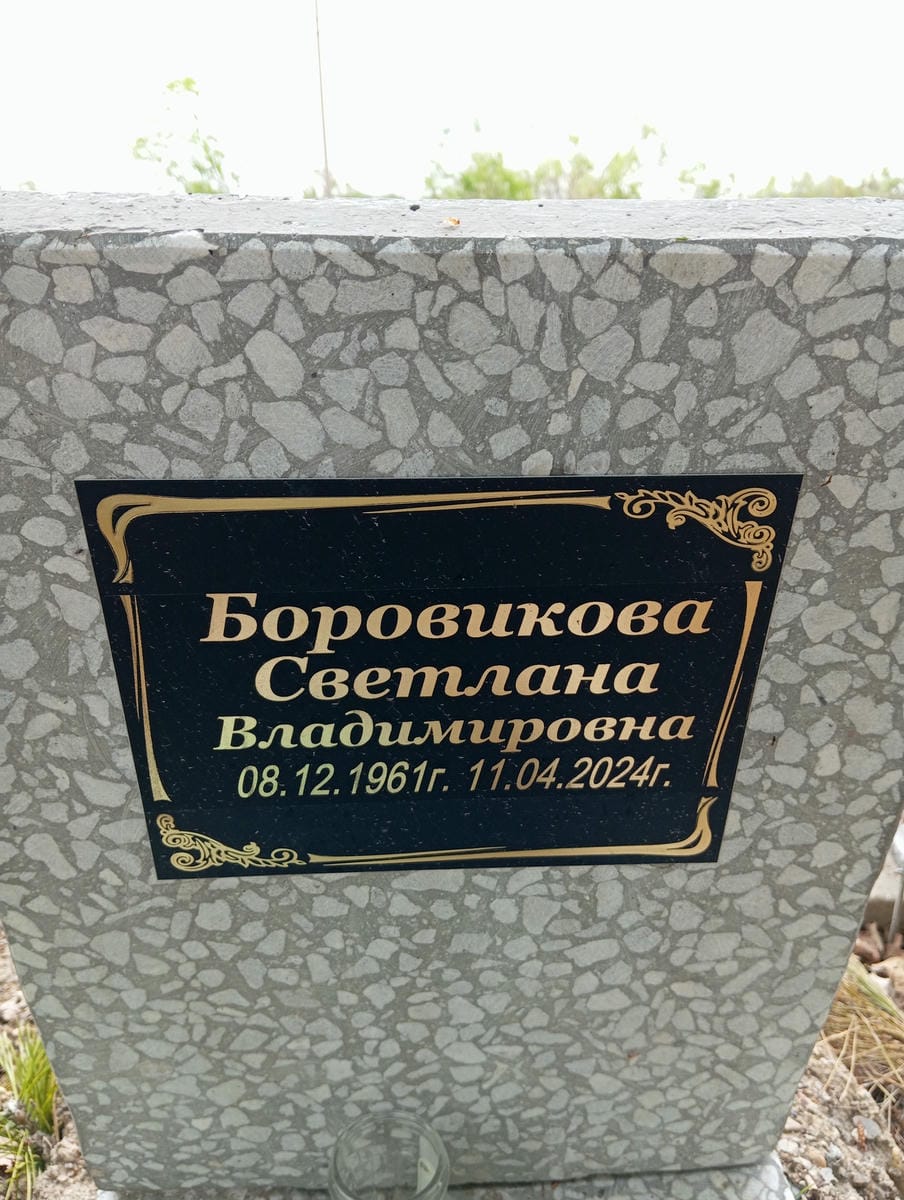 Боровикова
Светлана
Владимировна
08.12.1961г. 11.04.2024г.